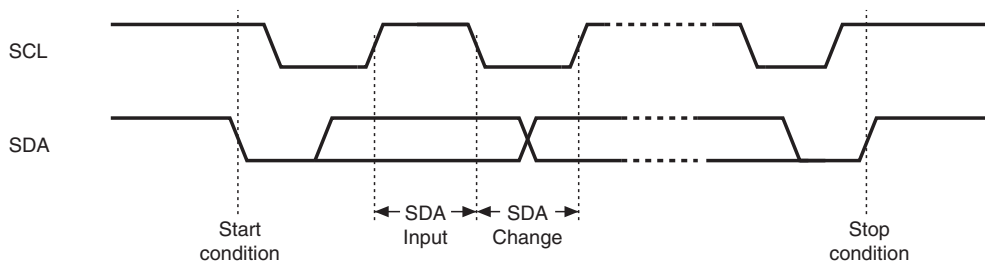 SCL
SDA
SDA
Input
SDA
Change
Start
condition
Stop
condition